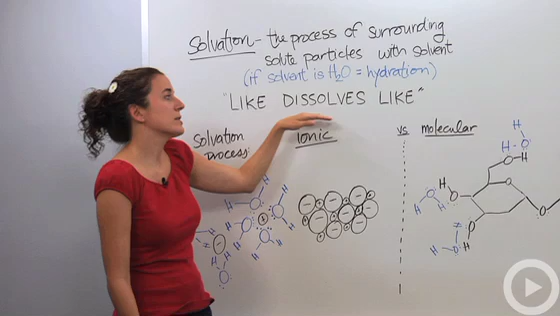 Solvation - the process of surrounding
solute particles with solvent
(if solvent is H₂O = hydration)
"LIKE DISSOLVES LIKE"
Solvation
process:
ionic
vs
molecular